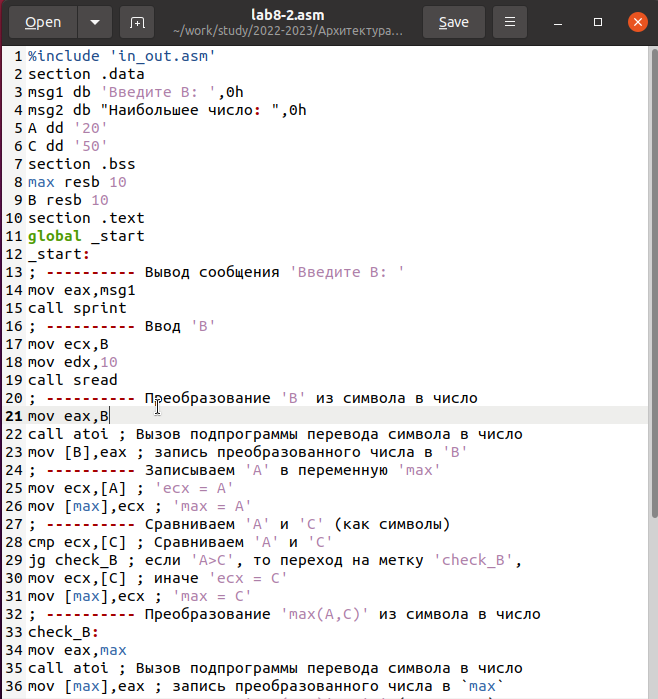 Open
lab8-2.asm
~/work/study/2022-2023/Архитектура...
Save
1 %include 'in_out.asm'
2 section .data
3 msg1 db 'Введите B: ',0h
4 msg2 db "Наибольшее число: ",0h
5 A dd '20'
6 C dd '50'
7 section .bss
8 max resb 10
9 B resb 10
10 section .text
11 global _start
12 _start:
13 ; ---------- Вывод сообщения 'Введите B: '
14 mov eax,msg1
15 call sprint
16 ; ---------- Ввод 'B'
17 mov ecx,B
18 mov edx,10
19 call sread
20 ; ---------- Преобразование 'B' из символа в число
21 mov eax,B
22 call atoi ; Вызов подпрограммы перевода символа в число
23 mov [B],eax ; запись преобразованного числа в 'B'
24 ; ---------- Записываем 'A' в переменную 'max'
25 mov ecx,[A] ; 'ecx = A'
26 mov [max],ecx ; 'max = A'
27 ; ---------- Сравниваем 'A' и 'С' (как символы)
28 cmp ecx,[C] ; Сравниваем 'A' и 'С'
29 jg check_B ; если 'A>C', то переход на метку 'check_B',
30 mov ecx,[C] ; иначе 'ecx = C'
31 mov [max],ecx ; 'max = C'
32 ; ---------- Преобразование 'max(A,C)' из символа в число
33 check_B:
34 mov eax,max
35 call atoi ; Вызов подпрограммы перевода символа в число
36 mov [max],eax ; запись преобразованного числа в `max`